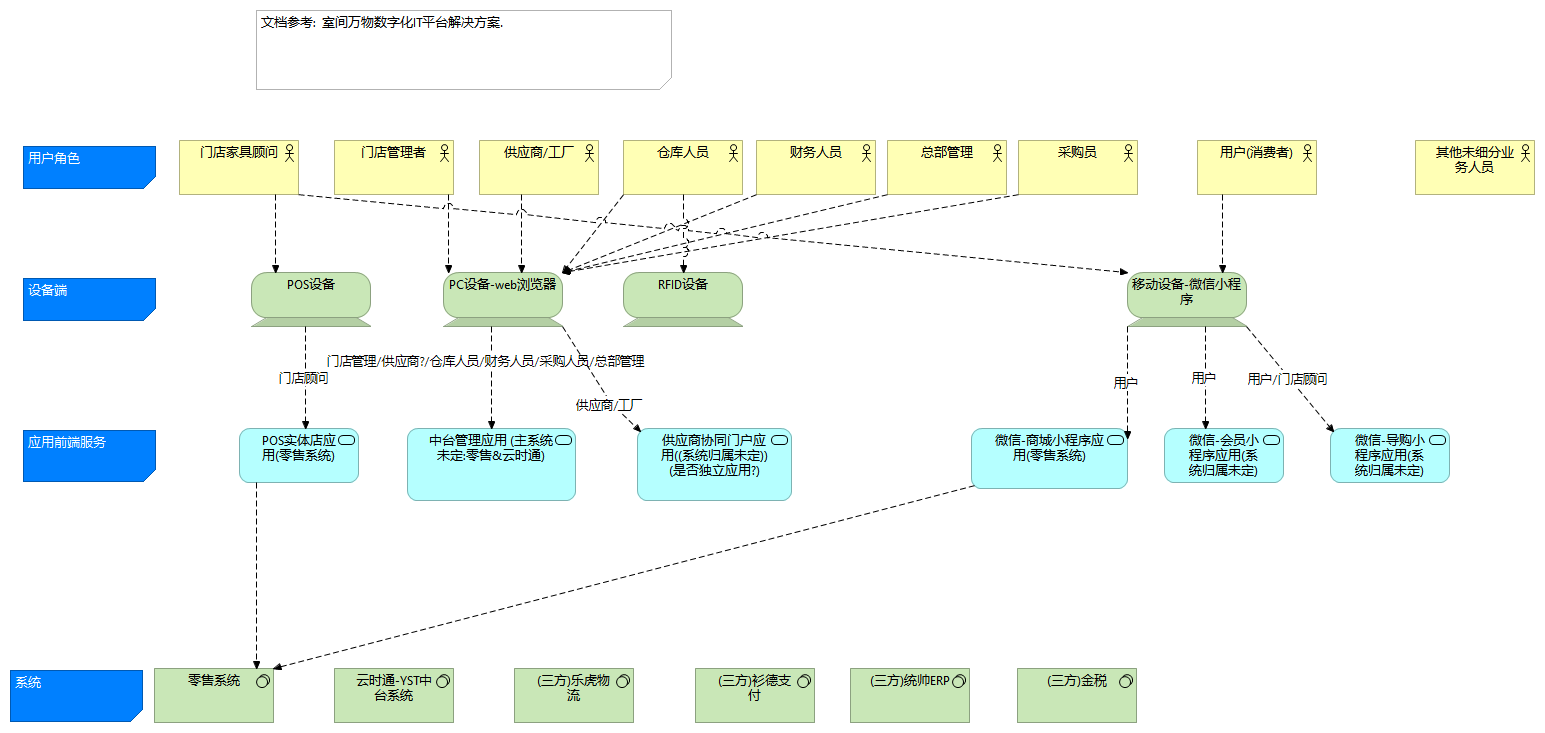 文档参考: 室间万物数字化IT平台解决方案.
用户角色
门店家具顾问
门店管理者
供应商/工厂
仓库人员
财务人员
总部管理
采购员
用户(消费者)
其他未细分业
务人员
设备端
POS设备
PC设备-web浏览器
RFID设备
移动设备-微信小程
序
门店管理/供应商?/仓库人员/财务人员/采购人员/总部管理
门店顾问
供应商/工厂
用户
用户
用户/门店顾问
应用前端服务
POS实体店应
用(零售系统)
中台管理应用 (主系统
未定:零售&云时通)
供应商协同门户应
用((系统归属未定))
(是否独立应用?)
微信-商城小程序应
用(零售系统)
微信-会员小
程序应用(系
统归属未定)
微信-导购小
程序应用(系
统归属未定)
系统
零售系统
云时通-YST中
台系统
(三方)乐虎物
流
(三方)衫德支
付
(三方)统帅ERP
(三方)金税